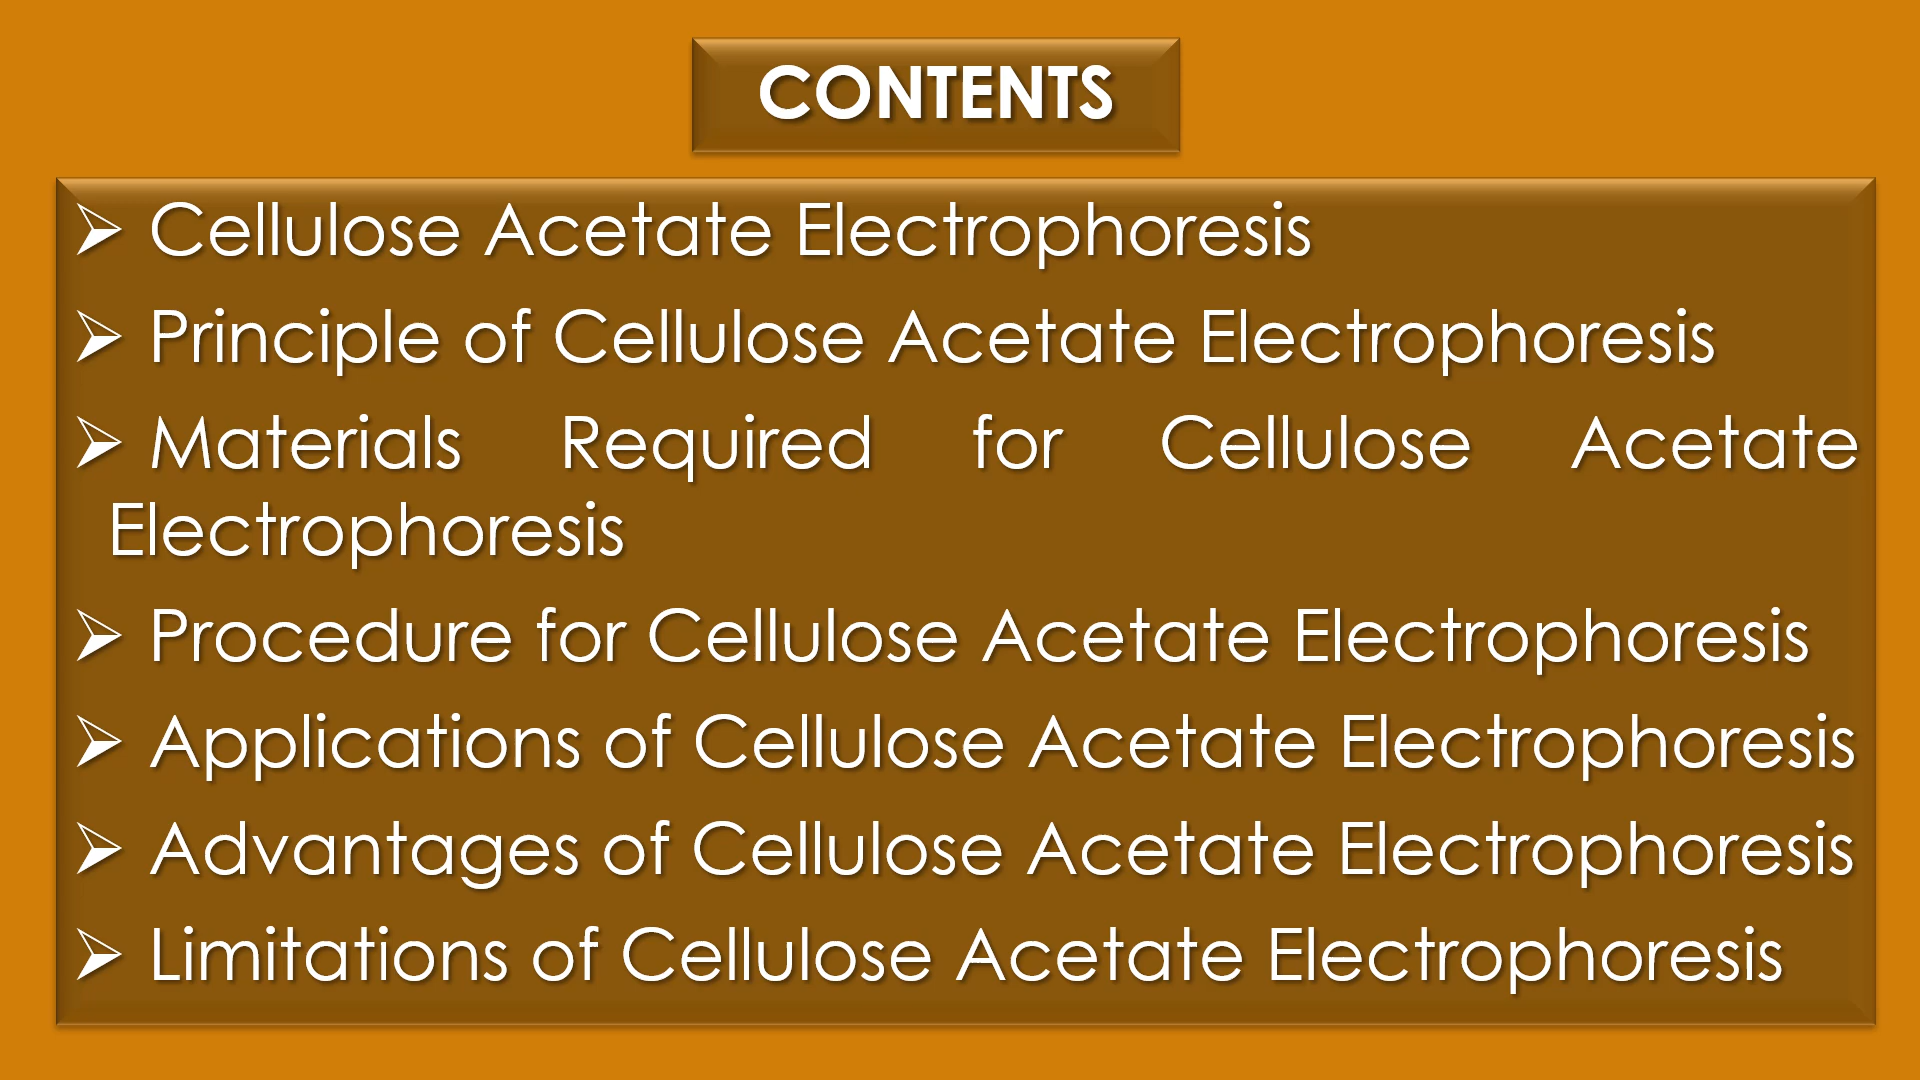 CONTENTS
➢ Cellulose Acetate Electrophoresis
➢ Principle of Cellulose Acetate Electrophoresis
➢ Materials Required for Cellulose Acetate
Electrophoresis
➢ Procedure for Cellulose Acetate Electrophoresis
➢ Applications of Cellulose Acetate Electrophoresis
➢ Advantages of Cellulose Acetate Electrophoresis
➢ Limitations of Cellulose Acetate Electrophoresis